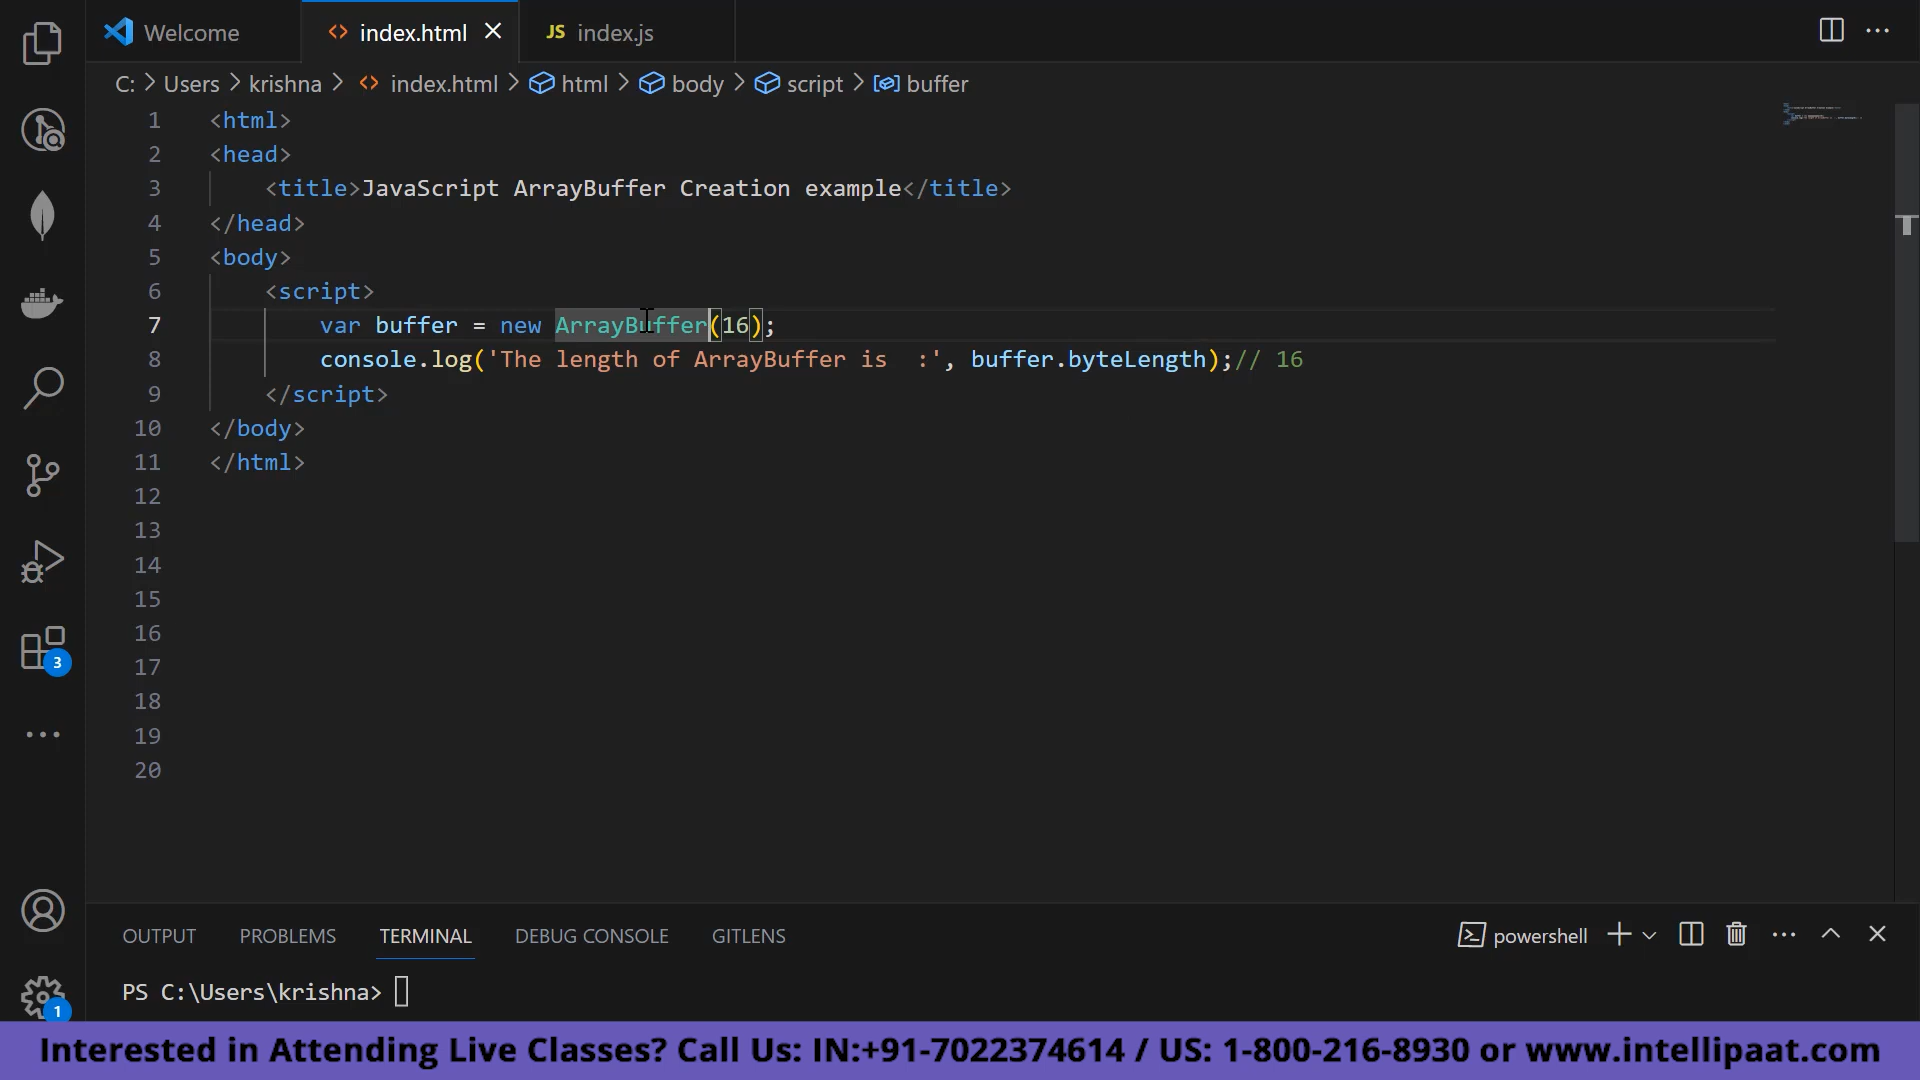 Welcome
index.html
JS index.js
C: > Users > krishna > index.html > html > body > script > buffer
1 <html>
2 <head>
3 <title>JavaScript ArrayBuffer Creation example</title>
4 </head>
5 <body>
6 <script>
7 var buffer = new ArrayBuffer(16);
8 console.log('The length of ArrayBuffer is  :', buffer.byteLength);// 16
9 </script>
10 </body>
11 </html>
12
13
14
15
16
17
18
19
20
3
1
OUTPUT PROBLEMS TERMINAL DEBUG CONSOLE GITLENS powershell
PS C:\Users\krishna>
Interested in Attending Live Classes? Call Us: IN:+91-7022374614 / US: 1-800-216-8930 or www.intellipaat.com